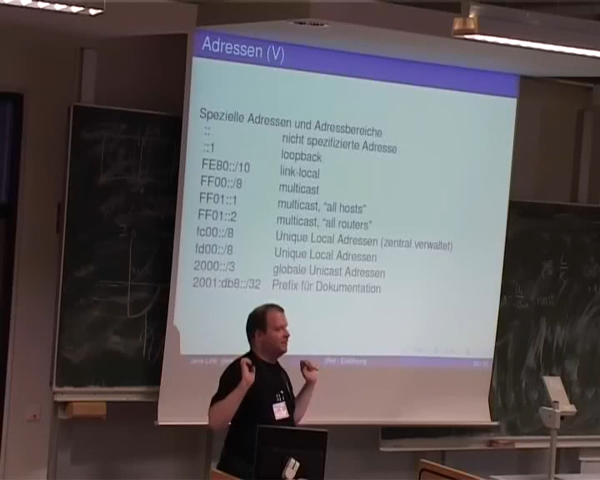 Adressen (V)
Spezielle Adressen und Adressbereiche
:: nicht spezifizierte Adresse
::1 loopback
FE80::/10 link-local
FF00::/8 multicast
FF01::1 multicast, "all hosts"
FF01::2 multicast, "all routers"
fc00::/8 Unique Local Adressen (zentral verwaltet)
fd00::/8 Unique Local Adressen
2000::/3 globale Unicast Adressen
2001:db8::/32 Prefix für Dokumentation